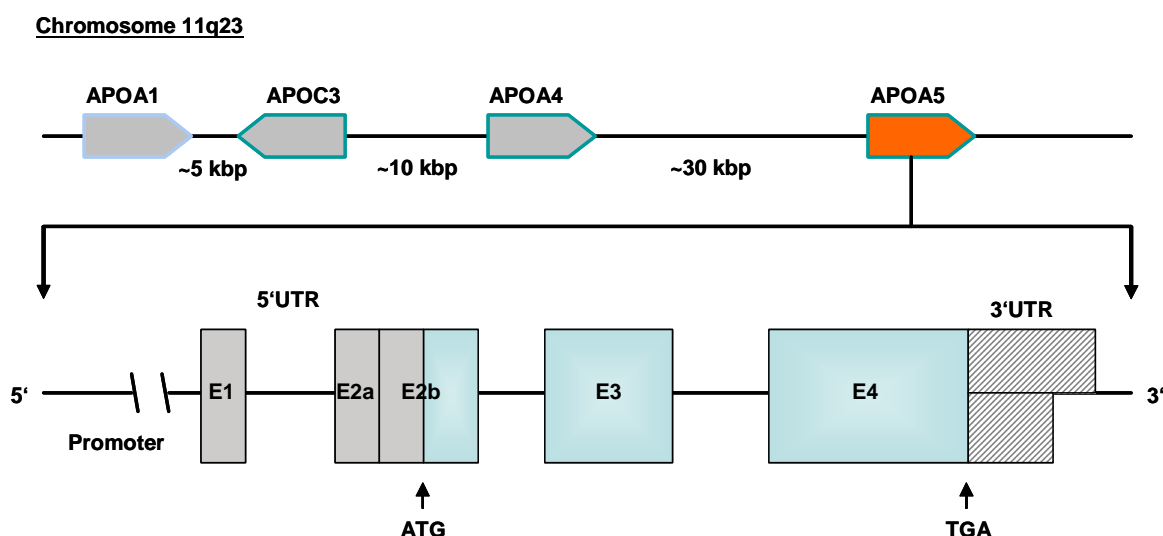 Chromosome 11q23
APOA1 APOC3 APOA4 APOA5
~5 kbp ~10 kbp ~30 kbp
5‘UTR 3‘UTR
5‘ E1 E2a E2b E3 E4 3‘
Promoter
ATG TGA